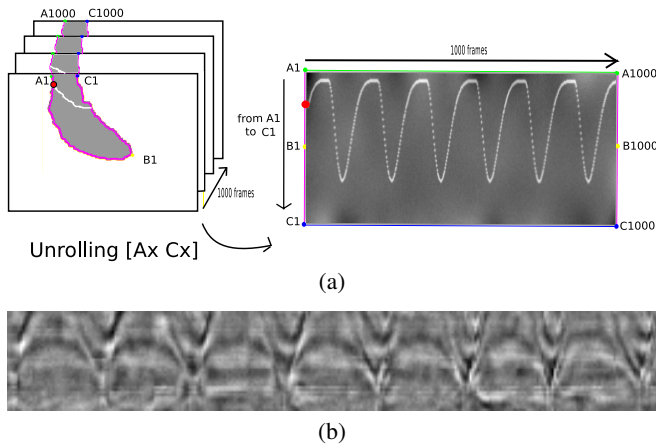 A1000 C1000
A1 C1
B1
1000 frames
Unrolling [Ax Cx]
1000 frames
A1 A1000
from A1
to C1
B1 B1000
C1 C1000
(a)
(b)